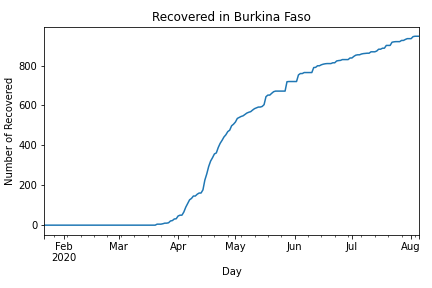 Recovered in Burkina Faso
Number of Recovered
800
600
400
200
0
Feb Mar Apr May Jun Jul Aug
2020
Day